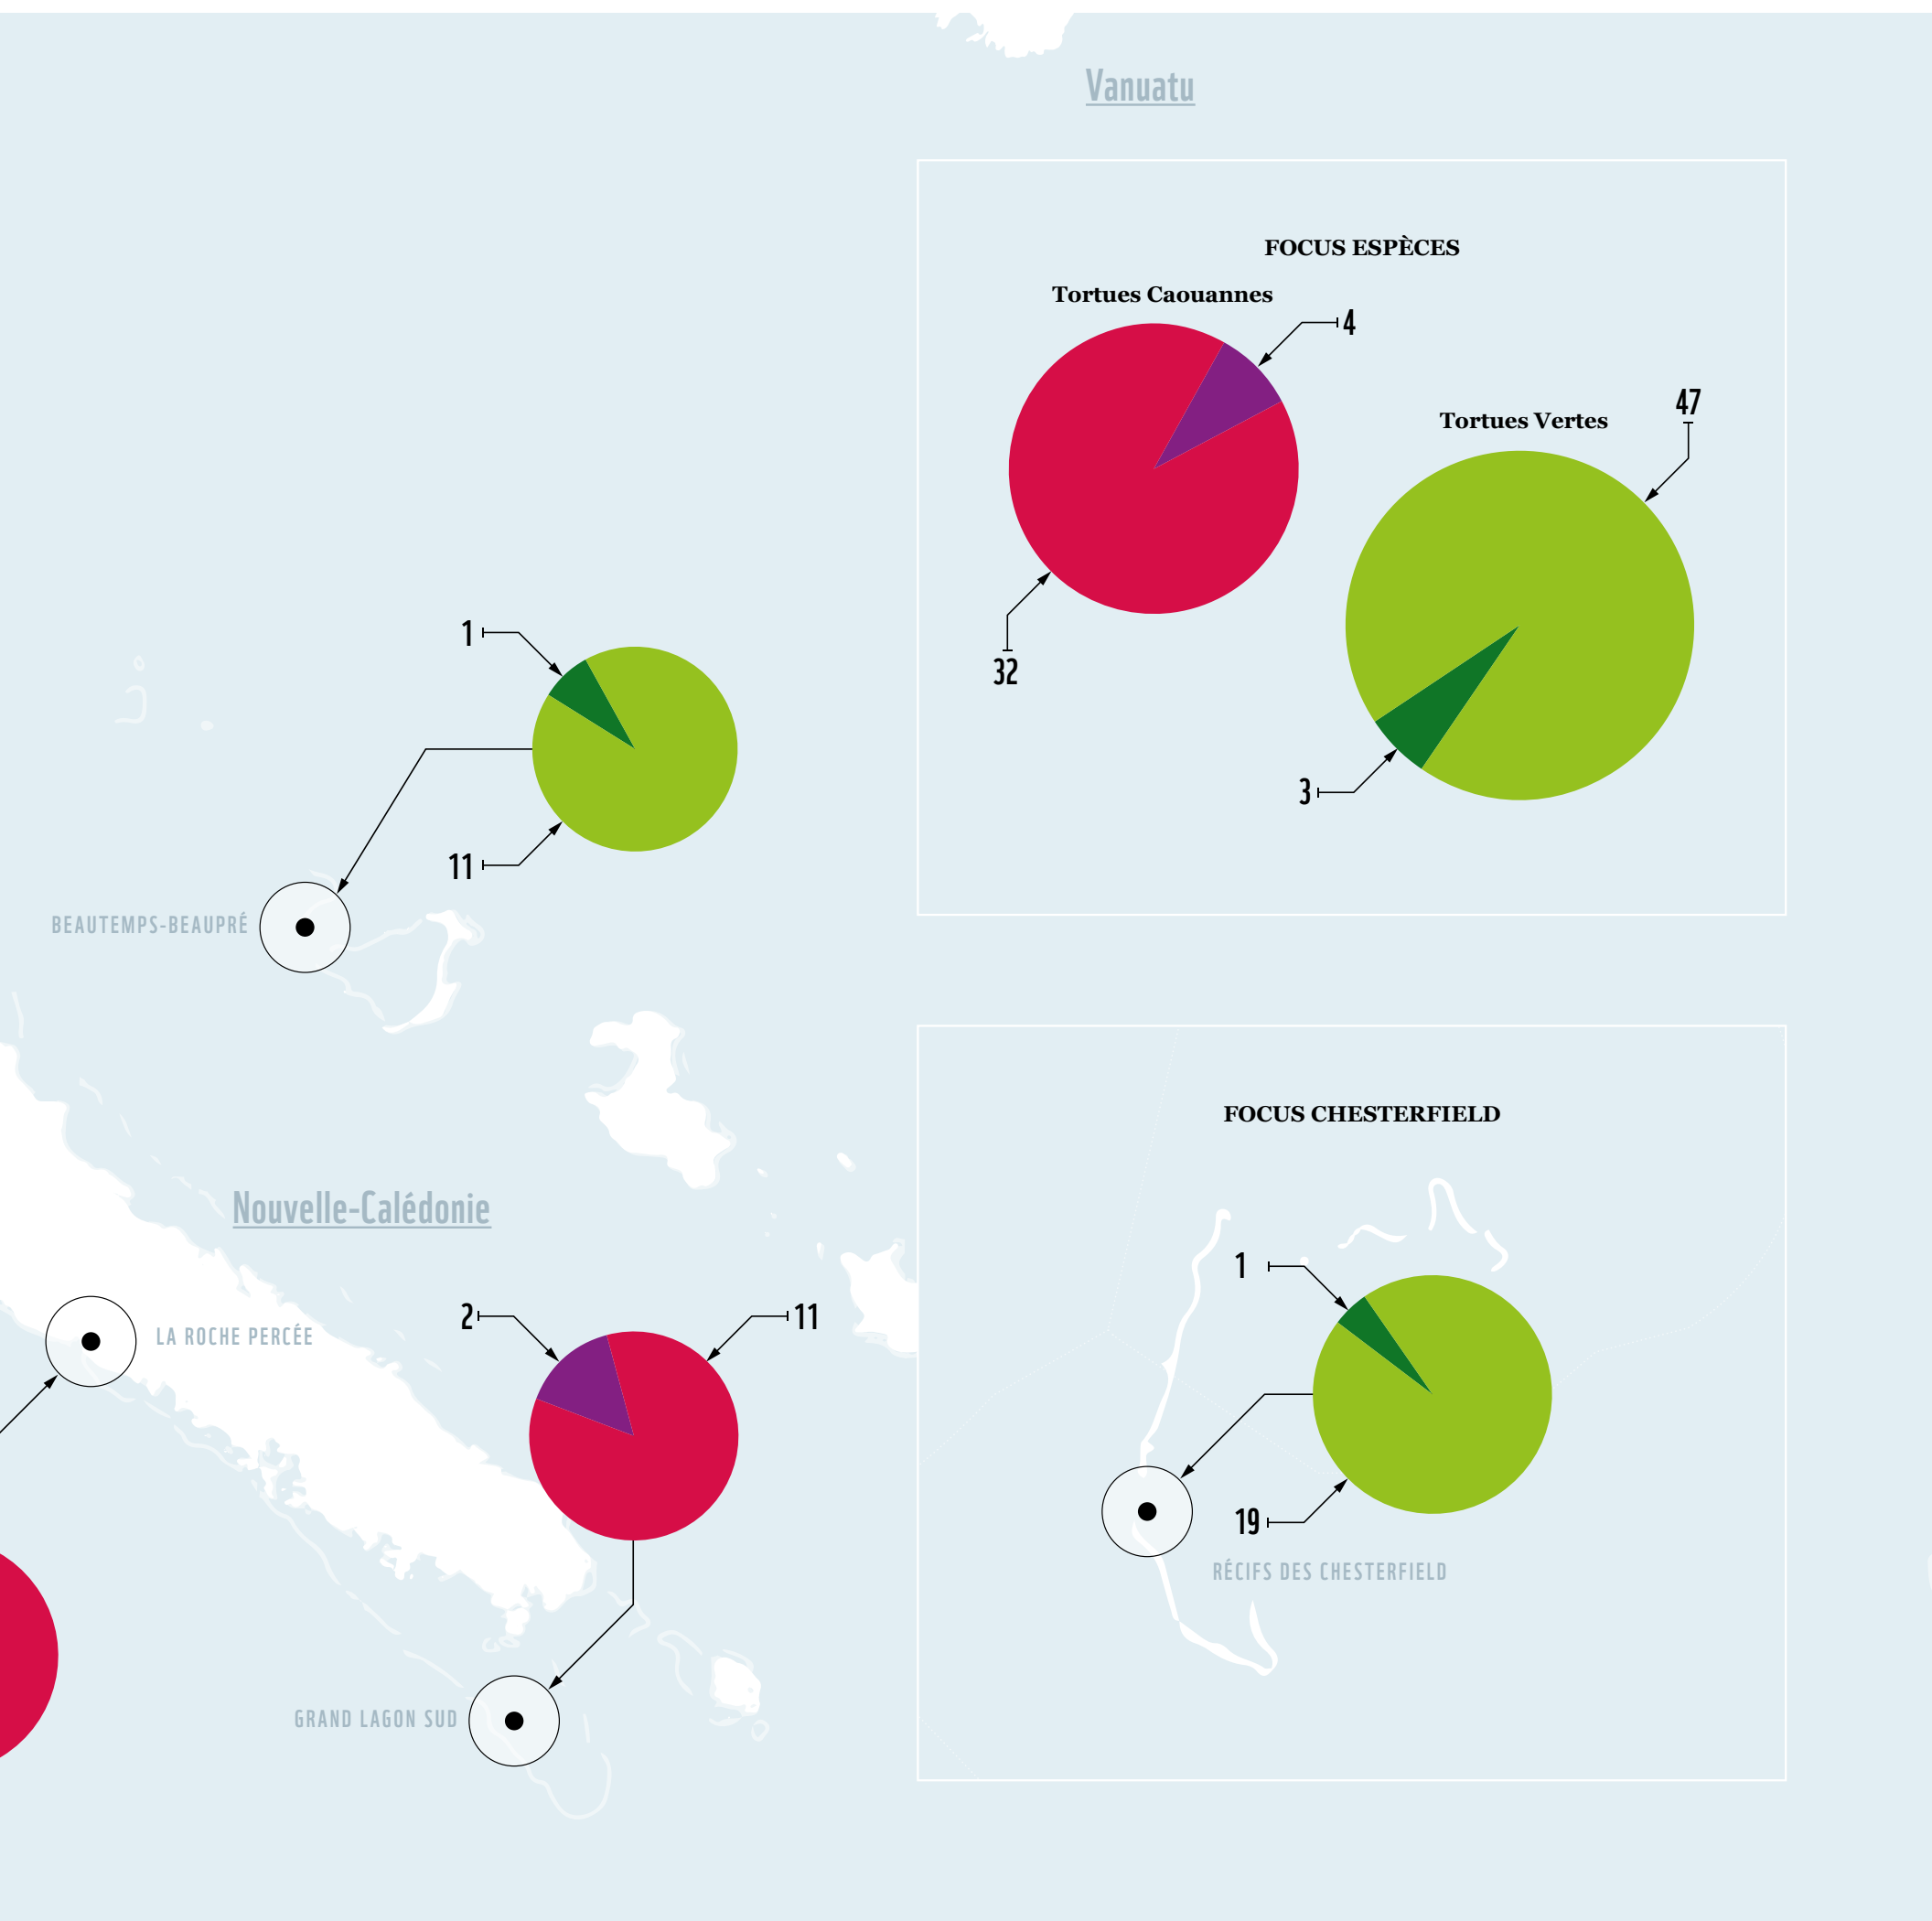 Vanuatu
FOCUS ESPÈCES
Tortues Caouannes
4
47
Tortues Vertes
32
3
1
11
BEAUTEMPS-BEAUPRÉ
FOCUS CHESTERFIELD
Nouvelle-Calédonie
1
LA ROCHE PERCÉE
2
11
19
RÉCIFS DES CHESTERFIELD
GRAND LAGON SUD